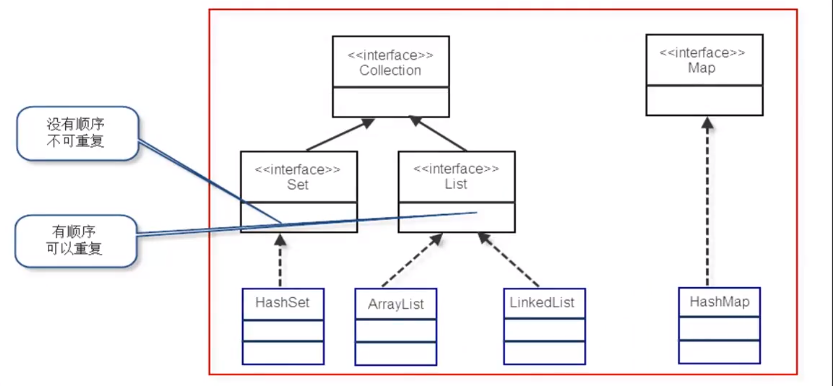 <<interface>>
Collection
<<interface>>
Map
没有顺序
不可重复
<<interface>>
Set
<<interface>>
List
有顺序
可以重复
HashSet
ArrayList
LinkedList
HashMap